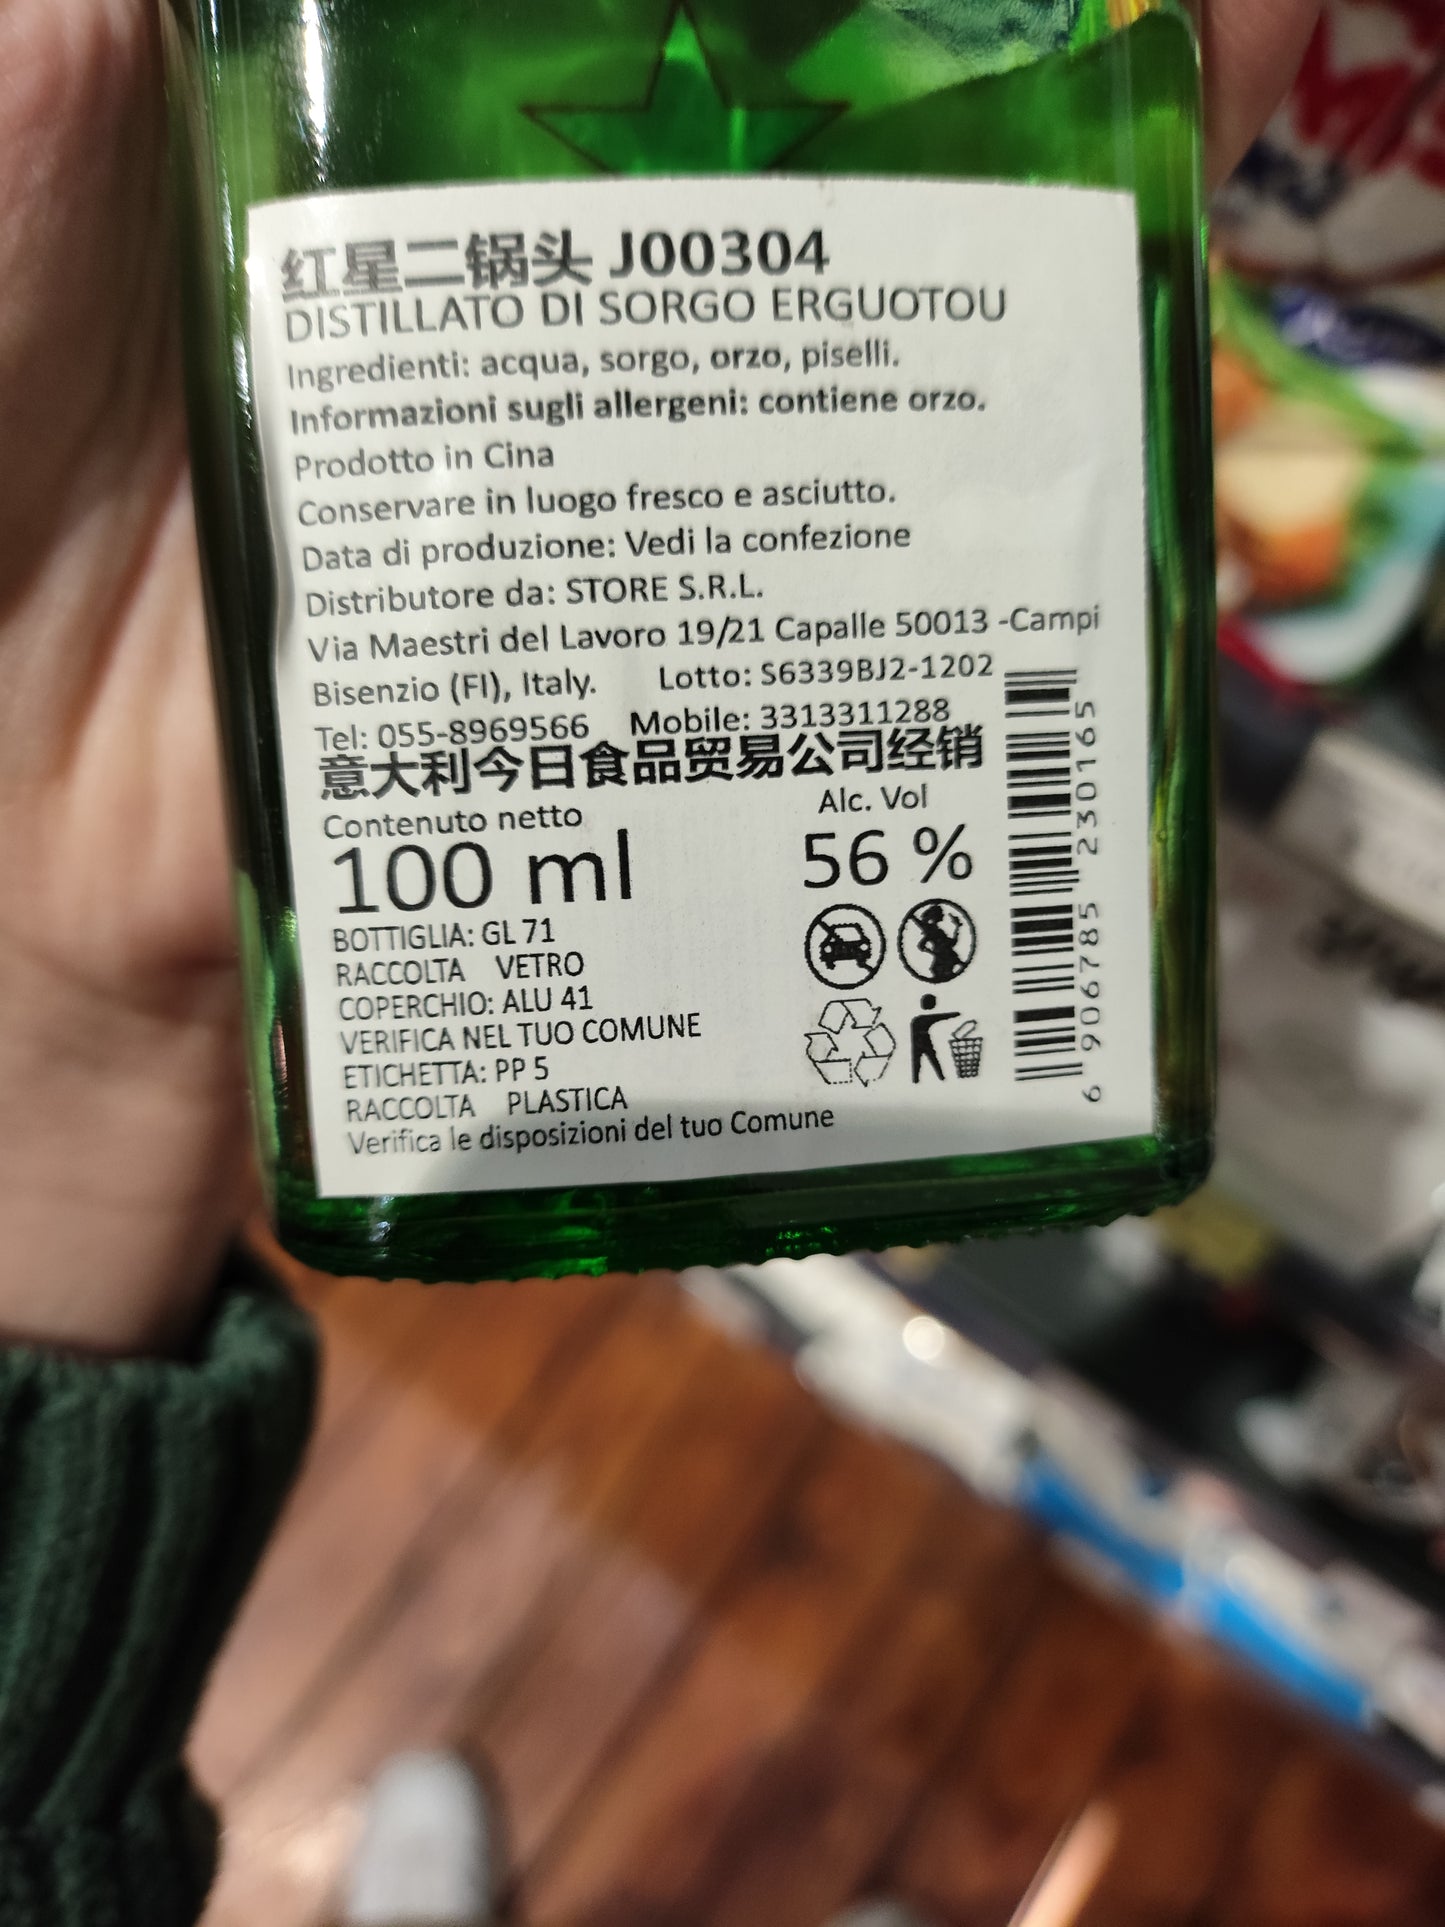 红星二锅头 J00304
DISTILLATO DI SORGO ERGUOTOU
Ingredienti: acqua, sorgo, orzo, piselli.
Informazioni sugli allergeni: contiene orzo.
Prodotto in Cina
Conservare in luogo fresco e asciutto.
Data di produzione: Vedi la confezione
Distributore da: STORE S.R.L.
Via Maestri del Lavoro 19/21 Capalle 50013 -Campi
Bisenzio (FI), Italy. Lotto: S6339BJ2-1202
Tel: 055-8969566 Mobile: 3313311288
意大利今日食品贸易公司经销
Contenuto netto Alc. Vol
100 ml 56 %
BOTTIGLIA: GL 71
RACCOLTA VETRO
COPERCHIO: ALU 41
VERIFICA NEL TUO COMUNE
ETICHETTA: PP 5
RACCOLTA PLASTICA
Verifica le disposizioni del tuo Comune
6 906785 230165